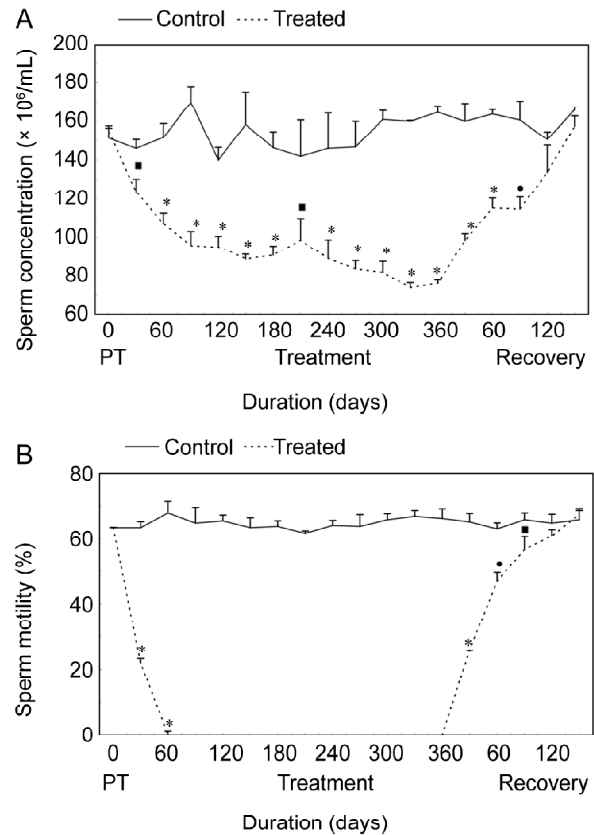 A
Control
Treated
Sperm concentration (× 10⁶/mL)
200
180
160
140
120
100
80
60
0 60 120 180 240 300 360 60 120
PT Treatment Recovery
Duration (days)
B
Control
Treated
Sperm motility (%)
80
60
40
20
0
0 60 120 180 240 300 360 60 120
PT Treatment Recovery
Duration (days)